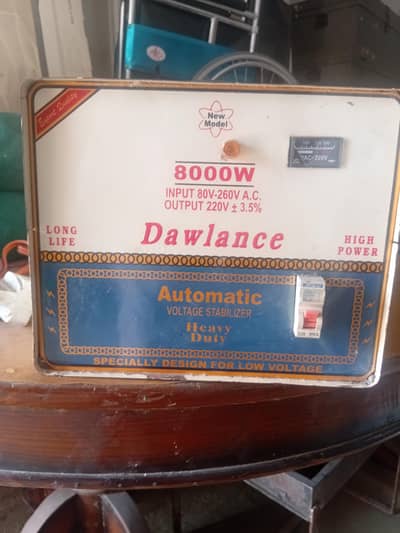 New
Model
8000W
INPUT 80V-260V A.C.
OUTPUT 220V ± 3.5%
LONG
LIFE
Dawlance
HIGH
POWER
Automatic
VOLTAGE STABILIZER
Heavy
Duty
SPECIALLY DESIGN FOR LOW VOLTAGE